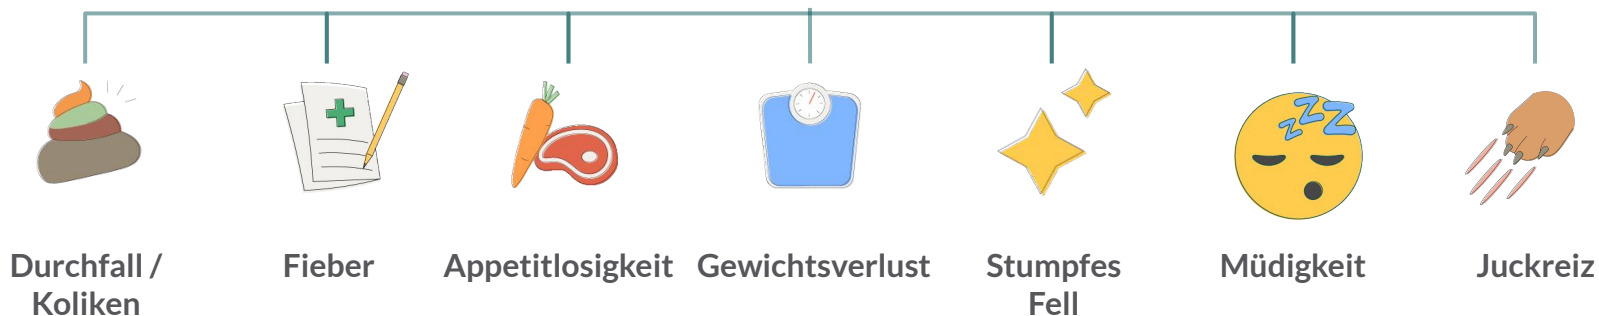 Durchfall /
Koliken
Fieber
Appetitlosigkeit
Gewichtsverlust
Stumpfes
Fell
Müdigkeit
Juckreiz